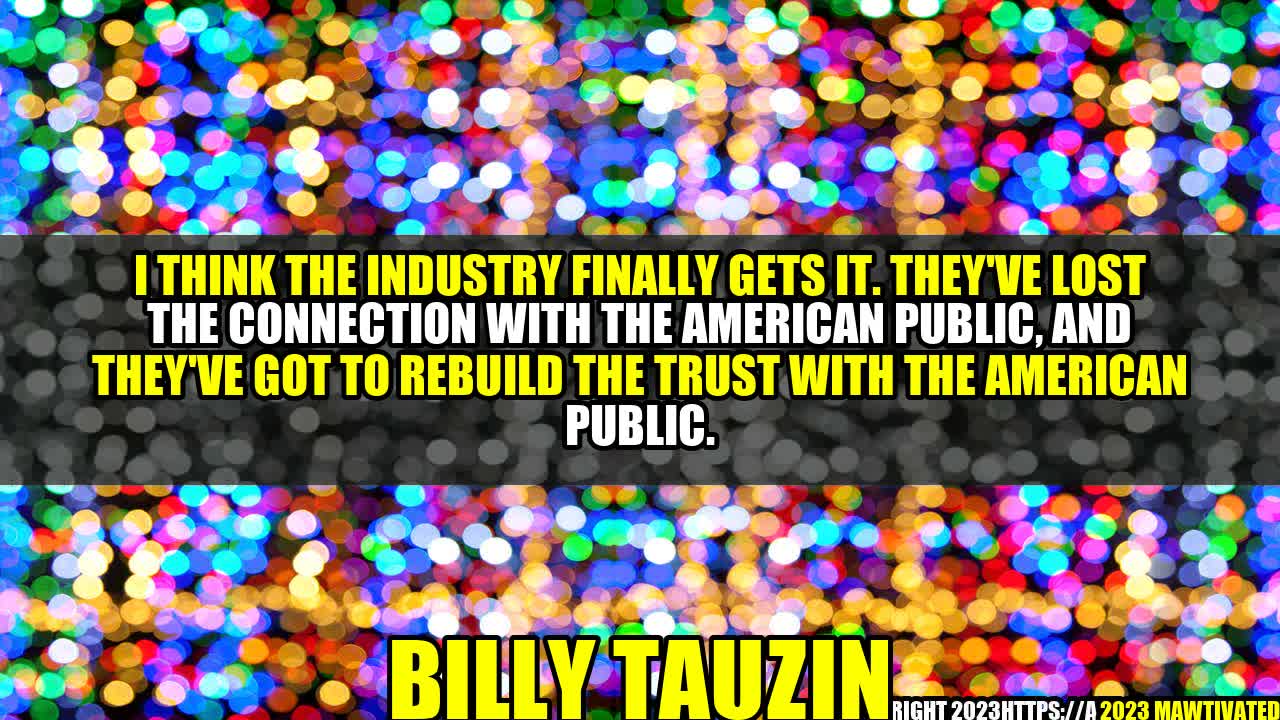 I THINK THE INDUSTRY FINALLY GETS IT. THEY'VE LOST
THE CONNECTION WITH THE AMERICAN PUBLIC, AND
THEY'VE GOT TO REBUILD THE TRUST WITH THE AMERICAN
PUBLIC.
BILLY TAUZIN
RIGHT 2023HTTPS://A 2023 MAWTIVATED